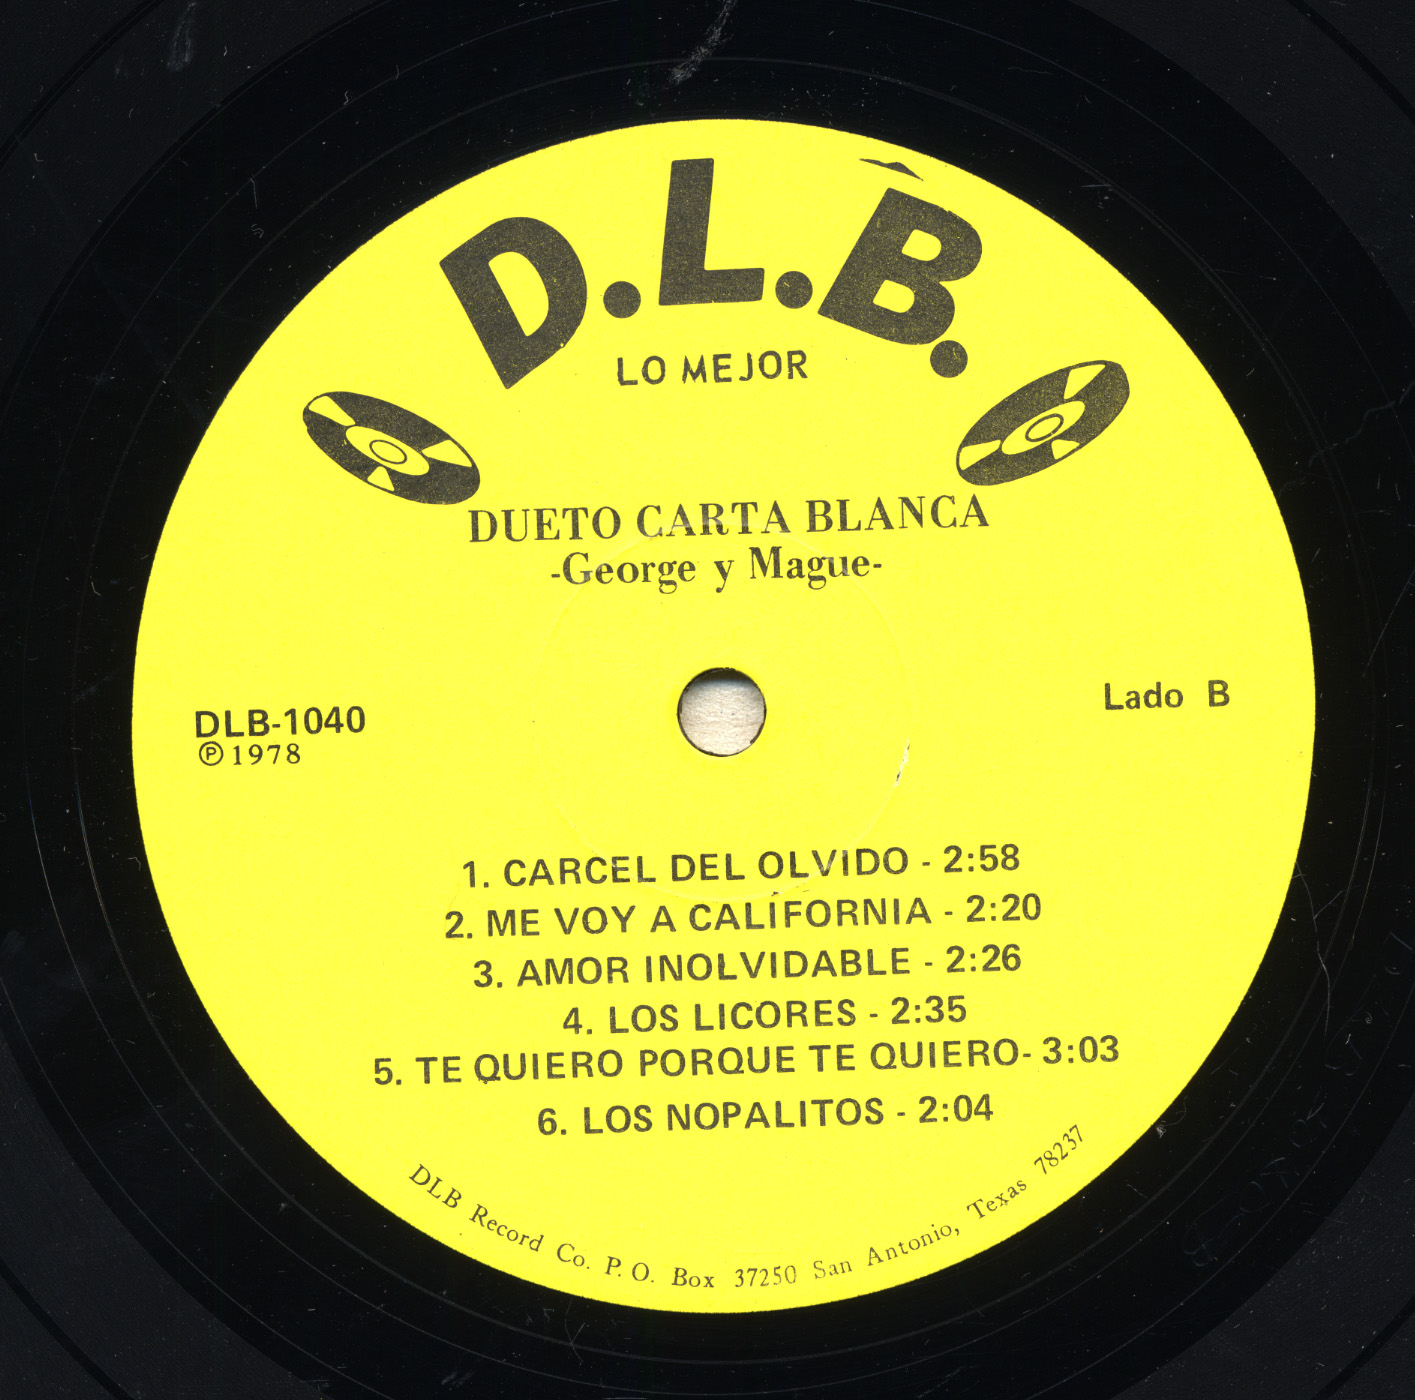 D.L.B.
LO MEJOR
DUETO CARTA BLANCA
-George y Mague-
DLB-1040
Ⓟ1978
Lado B
1. CARCEL DEL OLVIDO - 2:58
2. ME VOY A CALÍFORNIA - 2:20
3. AMOR INOLVIDABLE - 2:26
4. LOS LICORES - 2:35
5. TE QUIERO PORQUE TE QUIERO- 3:03
6. LOS NOPALITOS - 2:04
DLB Record Co. P.O. Box 37250 San Antonio, Texas 78237